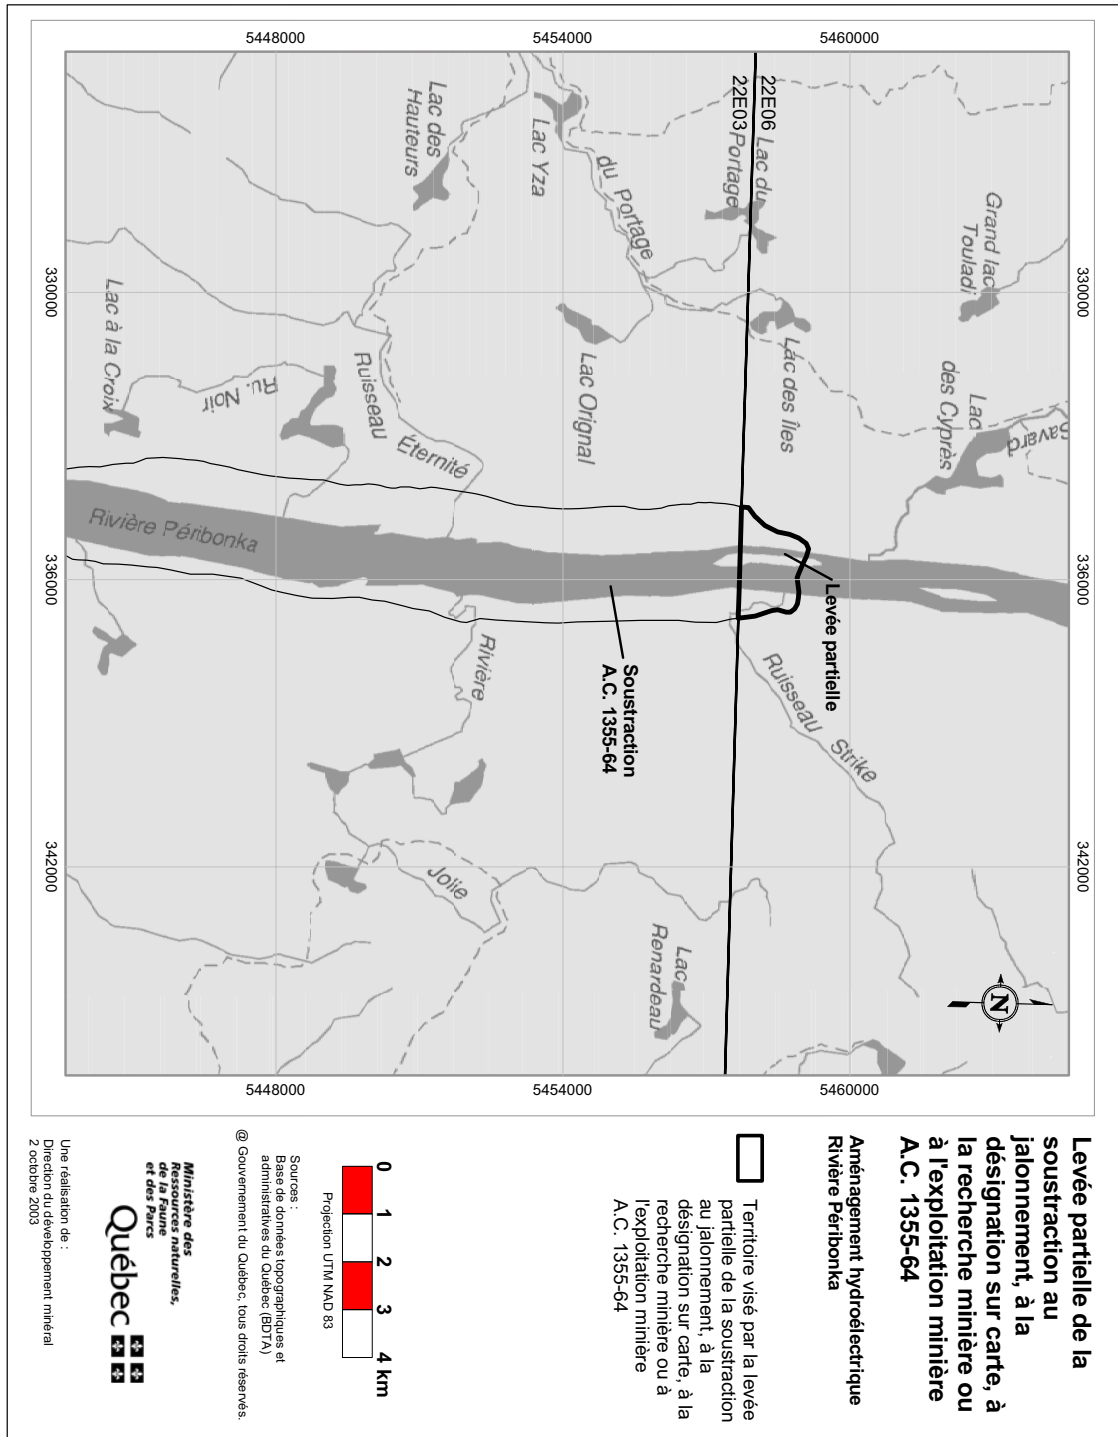 Levée partielle de la
soustraction au
jalonnement, à la
désignation sur carte, à
la recherche minière ou
à l'exploitation minière
A.C. 1355-64
Aménagement hydroélectrique
Rivière Péribonka
Territoire visé par la levée
partielle de la soustraction
au jalonnement, à la
désignation sur carte, à la
recherche minière ou à
l'exploitation minière
A.C. 1355-64
0 1 2 3 4 km
Projection UTM NAD 83
Sources :
Base de données topographiques et
administratives du Québec (BDTA)
@ Gouvernement du Québec, tous droits réservés.
Ministère des
Ressources naturelles,
de la Faune
et des Parcs
Québec
Une réalisation de :
Direction du développement minéral
2 octobre 2003
330000
336000
342000
330000
336000
342000
5460000
5454000
5448000
5460000
5454000
5448000
N
22E06
22E03
Grand lac
Touladi
Lac
des Cyprès
Savard
Lac du
Portage
Lac des Îles
du Portage
Lac Yza
Lac des
Hauteurs
Lac Orignal
Ruisseau
Éternité
Ru. Noir
Lac à la Croix
Rivière Péribonka
Levée partielle
Soustraction
A.C. 1355-64
Ruisseau Strike
Rivière
Jolie
Lac
Renardeau